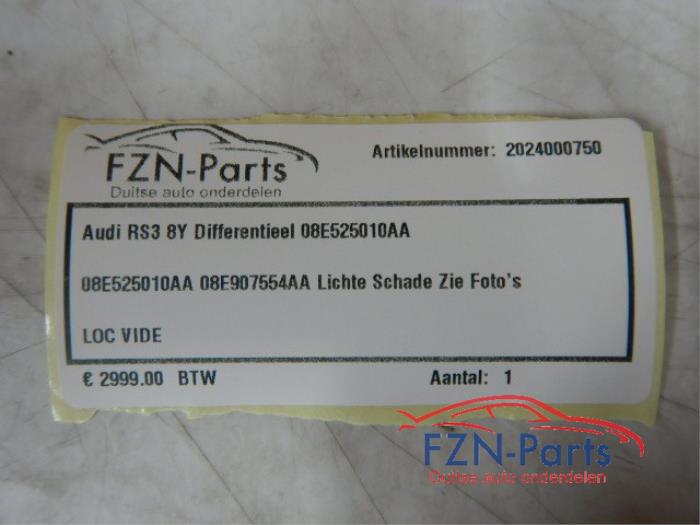 FZN-Parts
Duitse auto onderdelen
Artikelnummer: 2024000750
Audi RS3 8Y Differentieel 08E525010AA
08E525010AA 08E907554AA Lichte Schade Zie Foto's
LOC VIDE
€ 2999.00 BTW
Aantal: 1
FZN-Parts
Duitse auto onderdelen